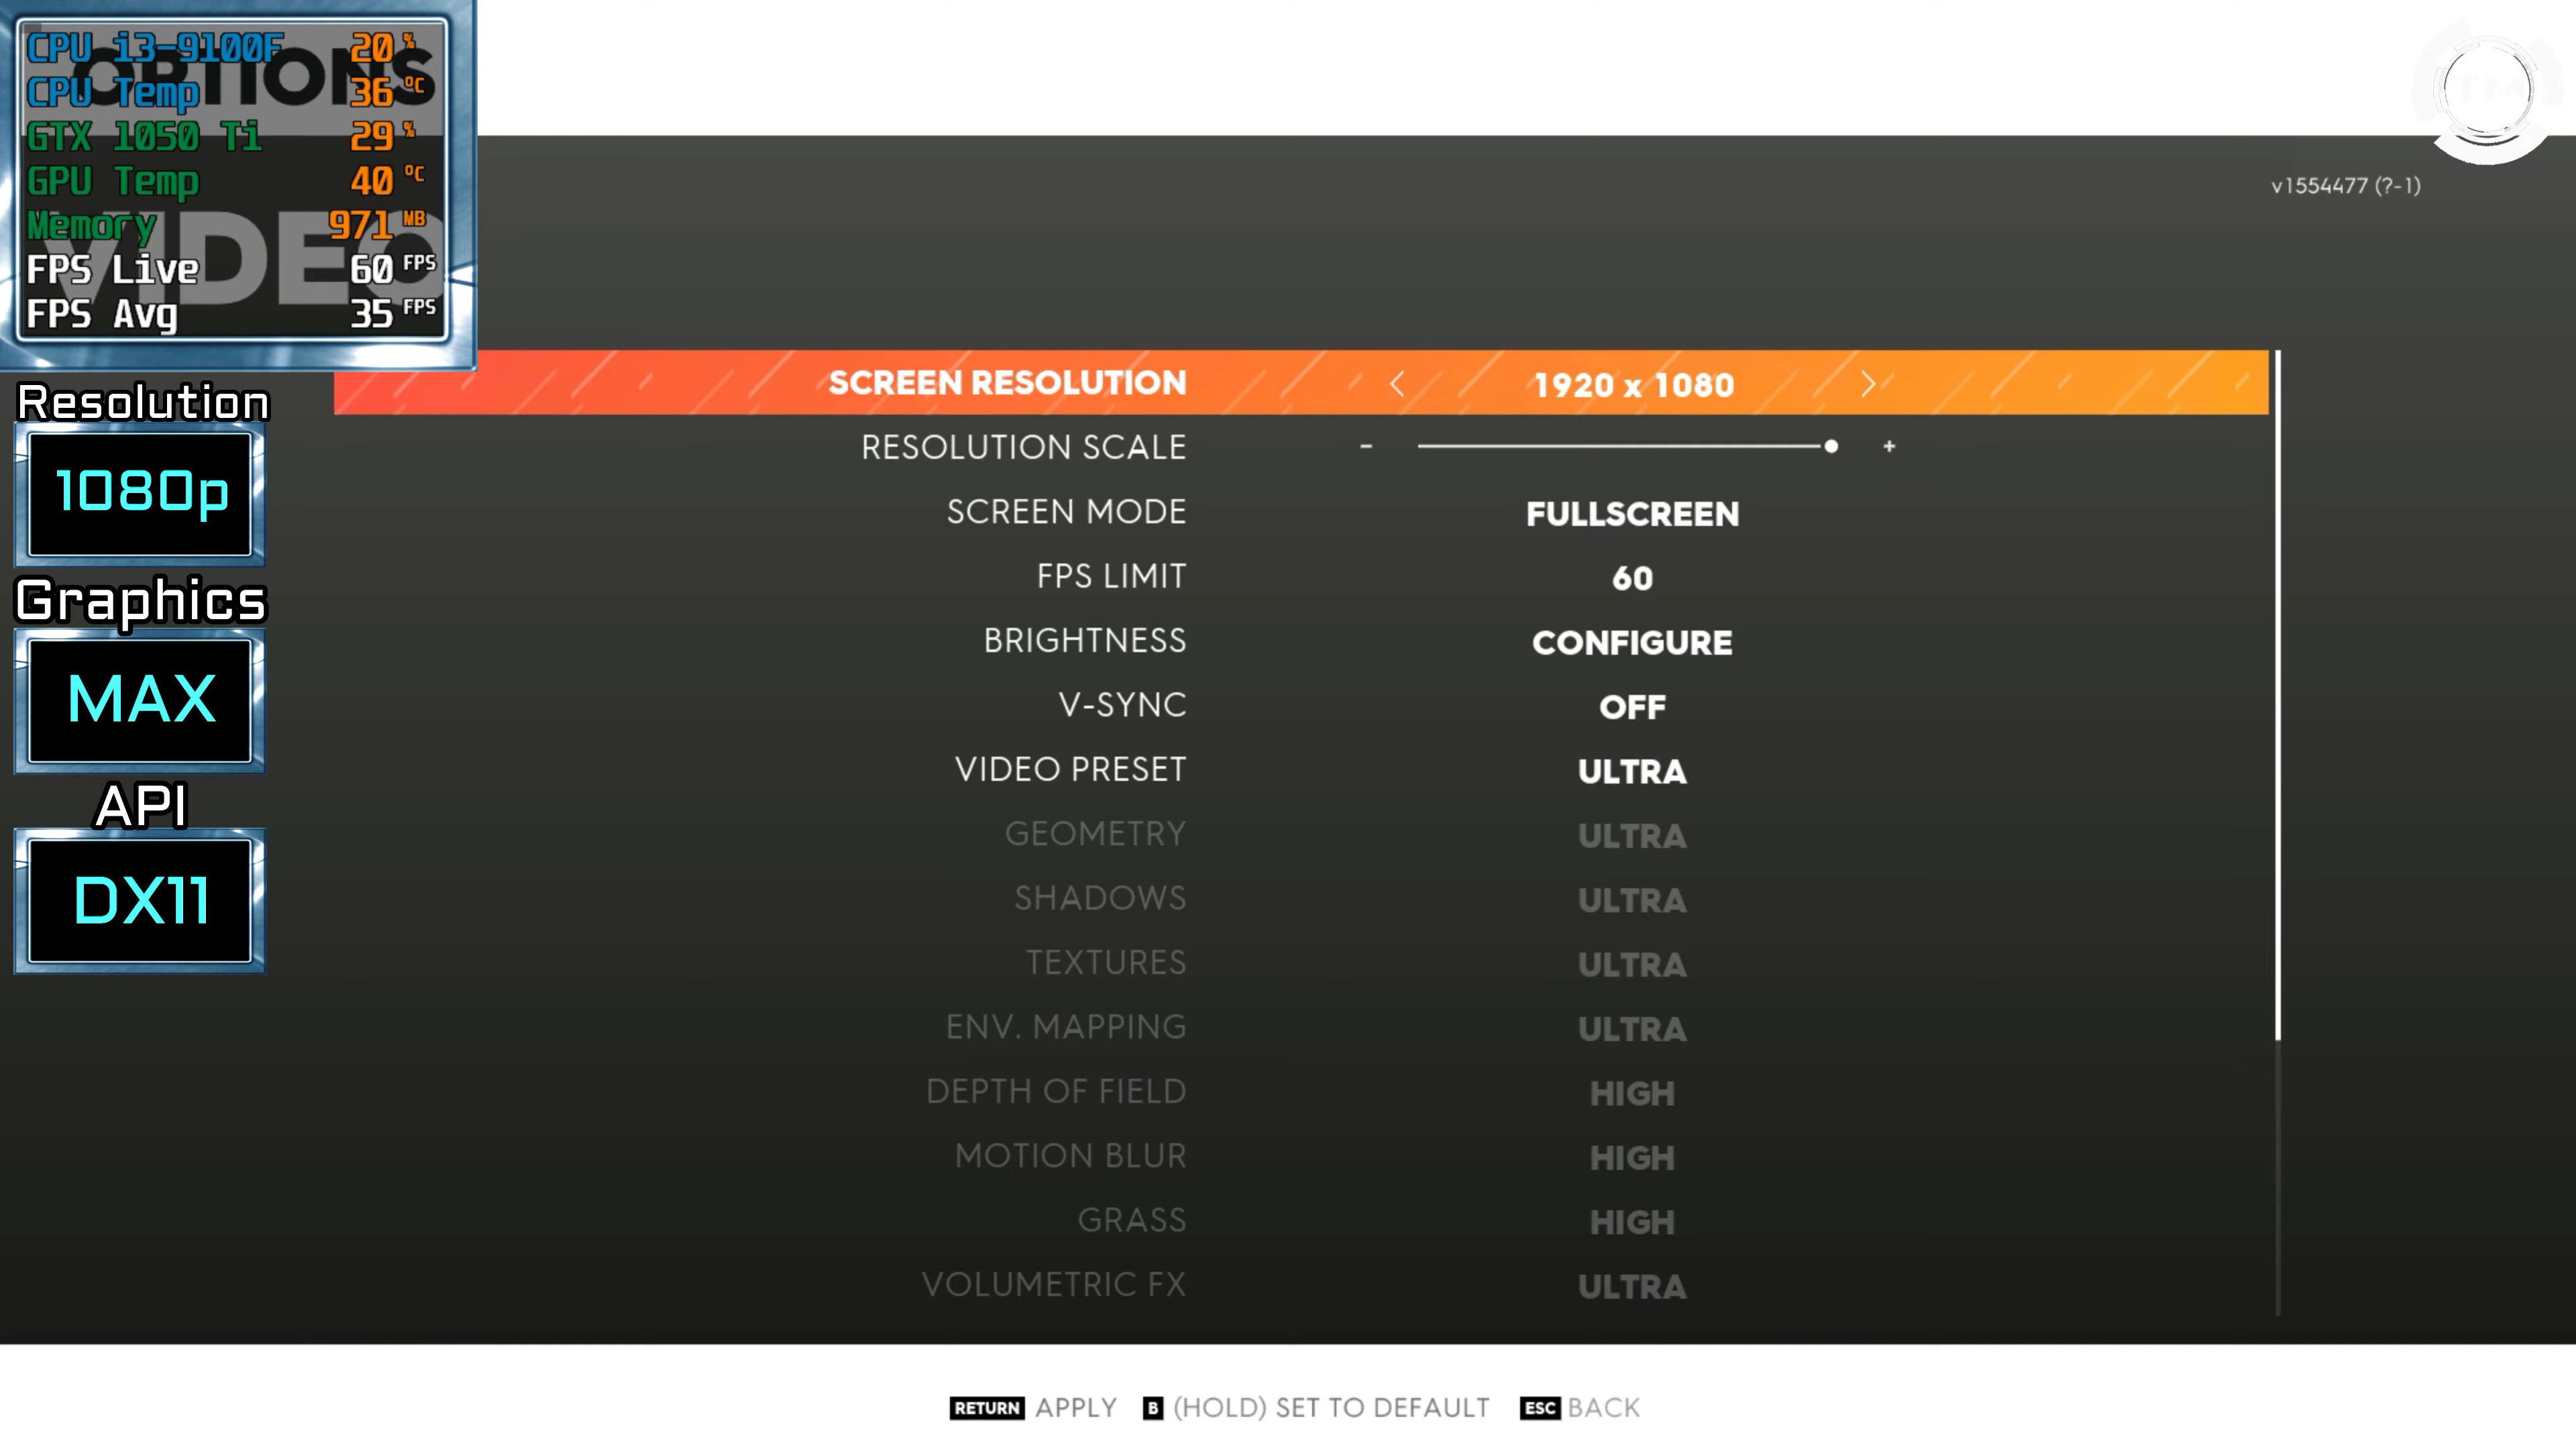 OPTIONS
VIDEO
CPU i3-9100F 20 %
CPU Temp 36 °C
GTX 1050 Ti 29 %
GPU Temp 40 °C
Memory 971 MB
FPS Live 60 FPS
FPS Avg 35 FPS
Resolution
1080p
Graphics
MAX
API
DX11
TM
v1554477 (?-1)
SCREEN RESOLUTION < 1920 x 1080 >
RESOLUTION SCALE - +
SCREEN MODE FULLSCREEN
FPS LIMIT 60
BRIGHTNESS CONFIGURE
V-SYNC OFF
VIDEO PRESET ULTRA
GEOMETRY ULTRA
SHADOWS ULTRA
TEXTURES ULTRA
ENV. MAPPING ULTRA
DEPTH OF FIELD HIGH
MOTION BLUR HIGH
GRASS HIGH
VOLUMETRIC FX ULTRA
RETURN APPLY B (HOLD) SET TO DEFAULT ESC BACK